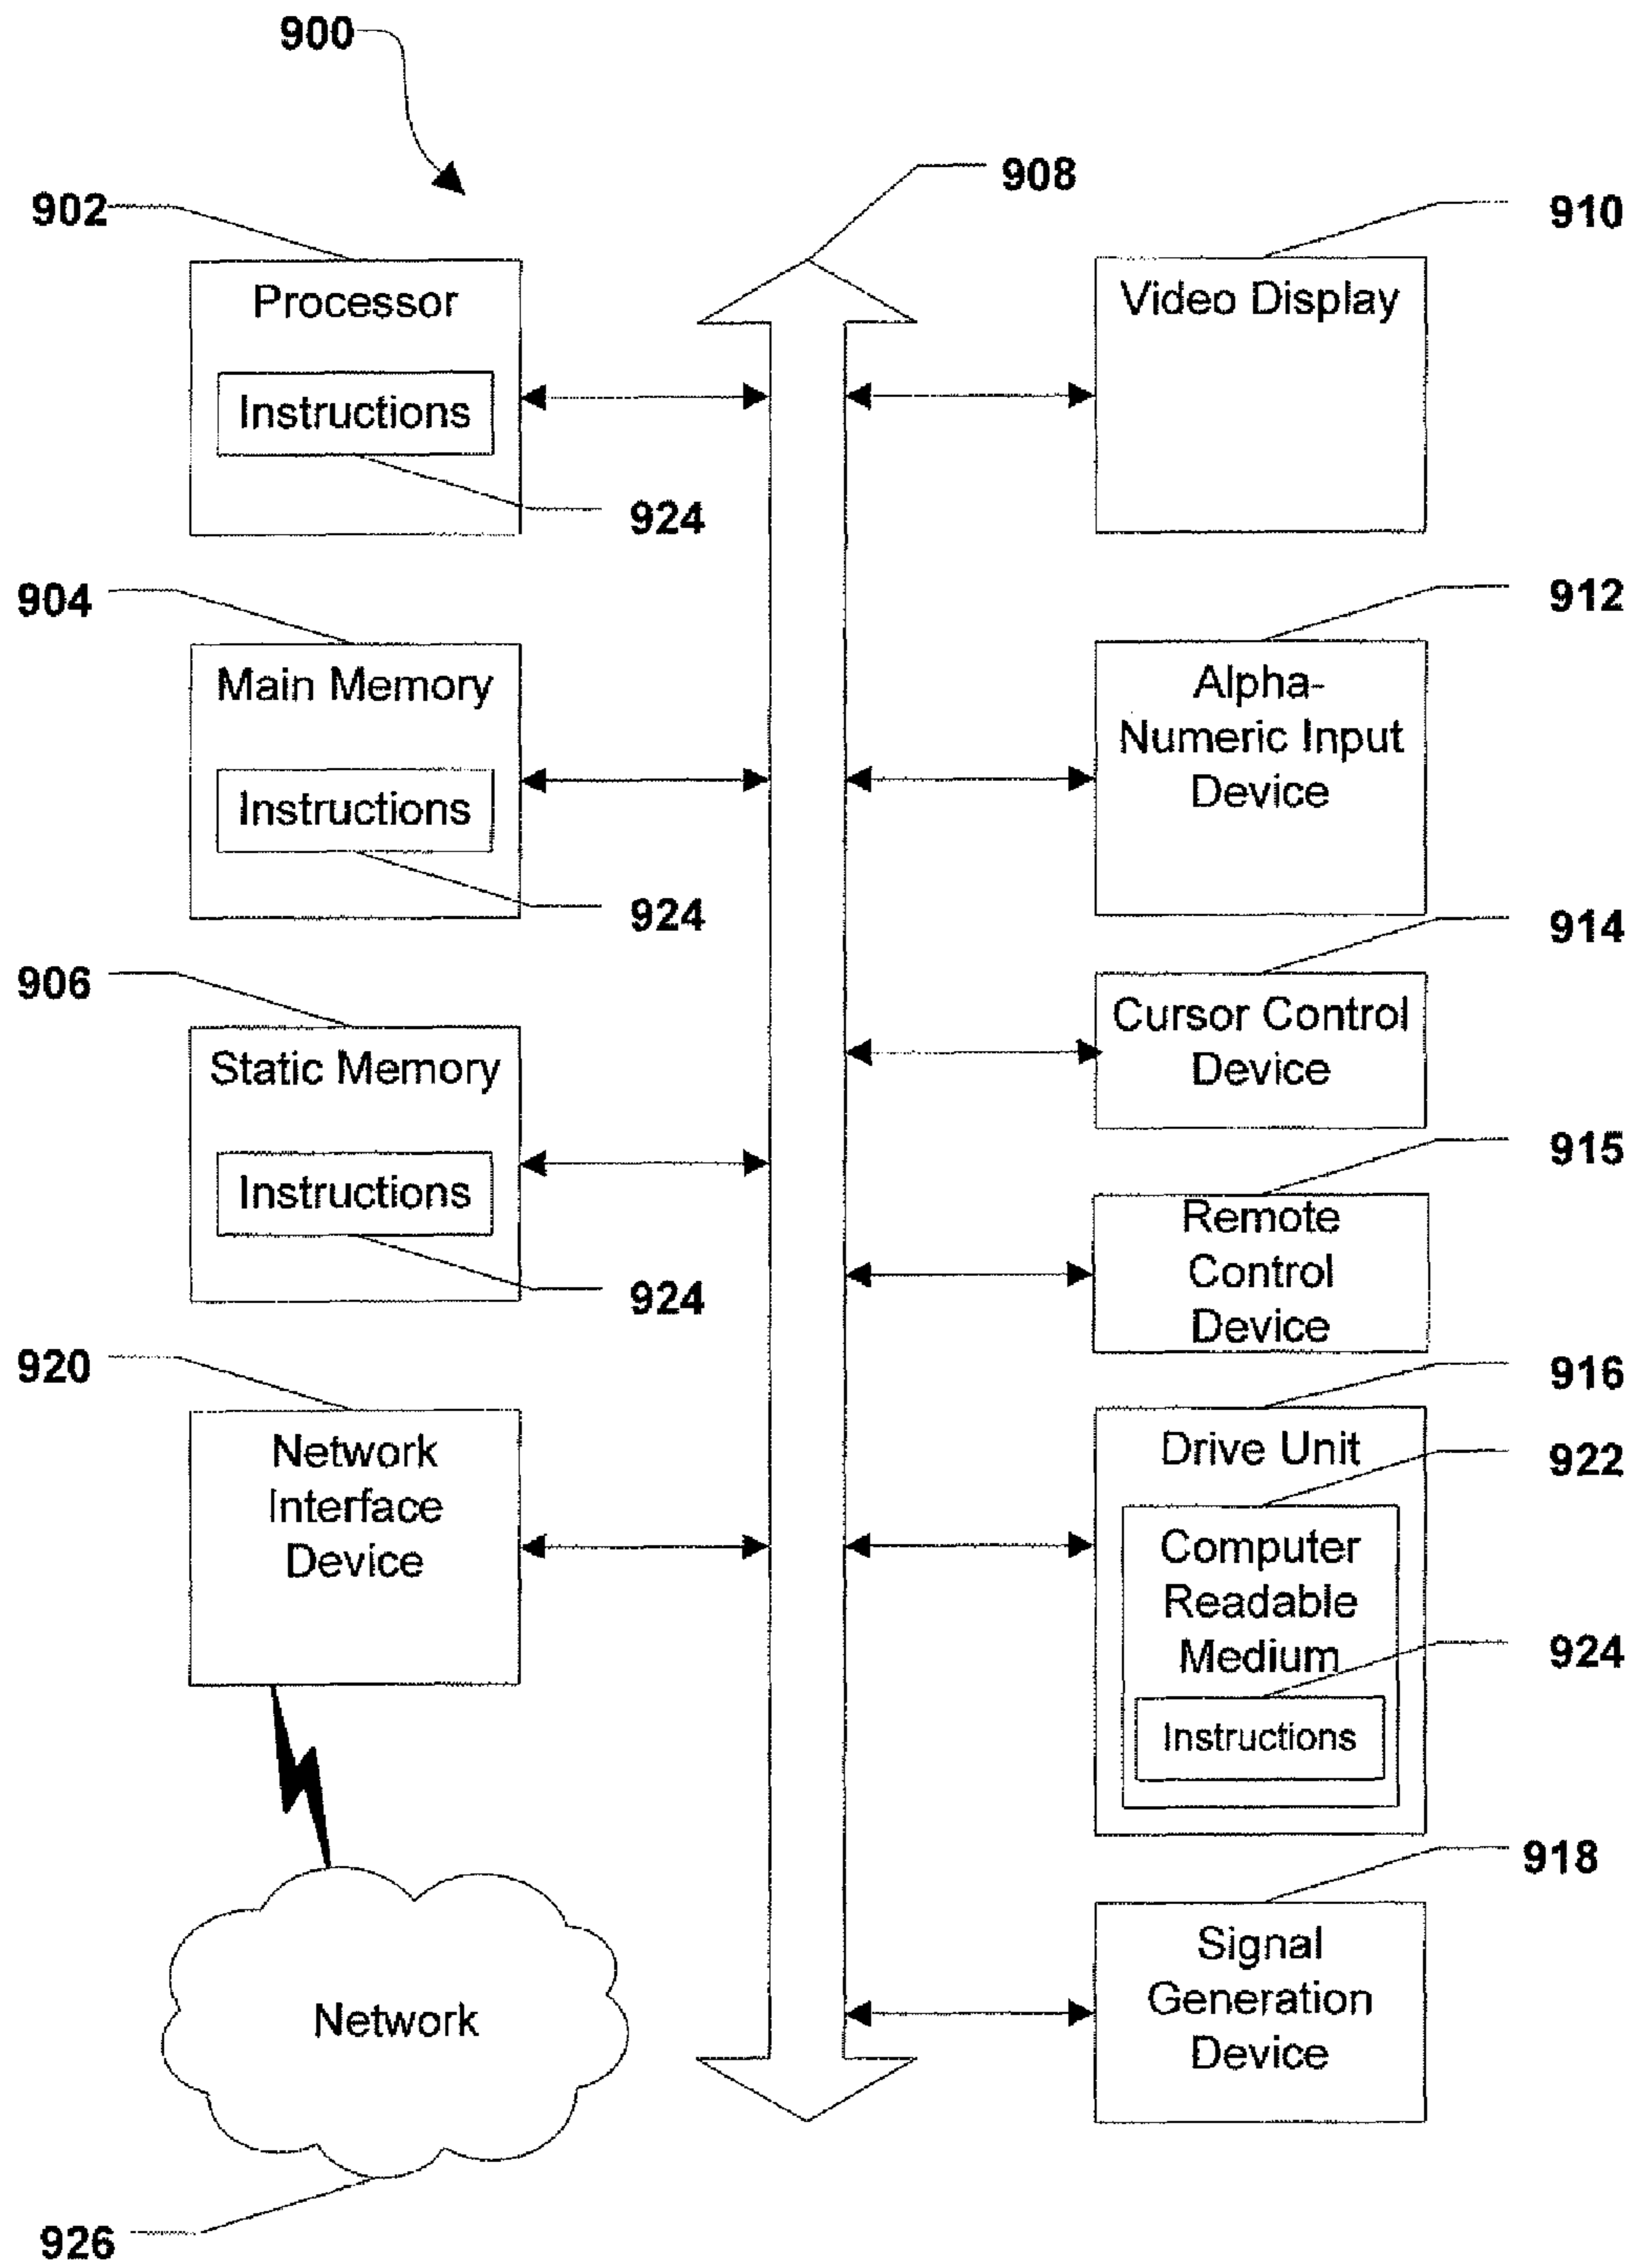 900
908
902
910
Processor
Video Display
Instructions
924
904
912
Main Memory
Alpha-
Numeric Input
Device
Instructions
924
914
906
Cursor Control
Device
Static Memory
915
Instructions
Remote
Control
Device
924
920
916
Network
Interface
Device
Drive Unit
922
Computer
Readable
Medium
924
Instructions
918
Signal
Generation
Device
Network
926